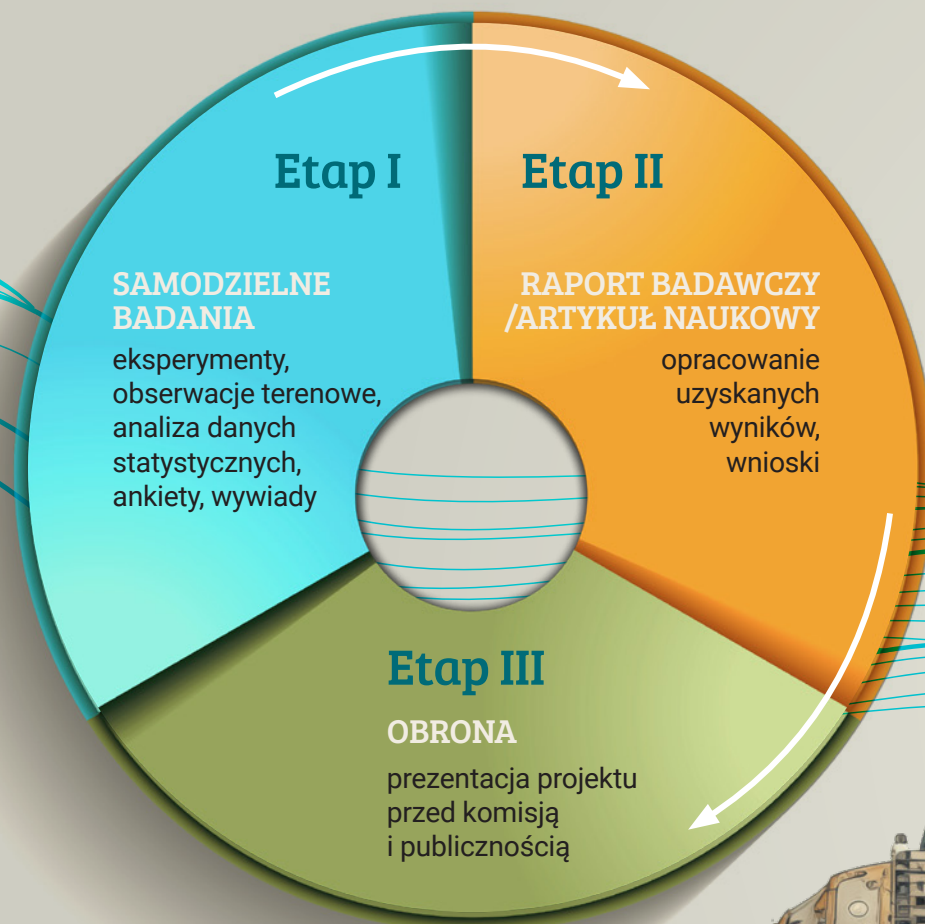 Etap I
SAMODZIELNE
BADANIA
eksperymenty,
obserwacje terenowe,
analiza danych
statystycznych,
ankiety, wywiady
Etap II
RAPORT BADAWCZY
/ARTYKUŁ NAUKOWY
opracowanie
uzyskanych
wyników,
wnioski
Etap III
OBRONA
prezentacja projektu
przed komisją
i publicznością